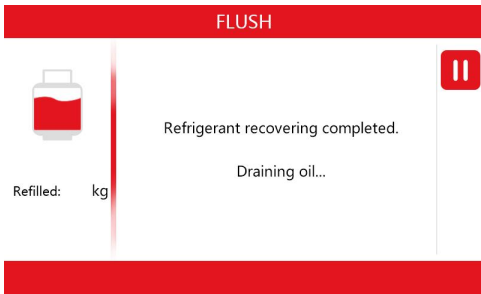 FLUSH
Refrigerant recovering completed.
Draining oil...
Refilled: kg